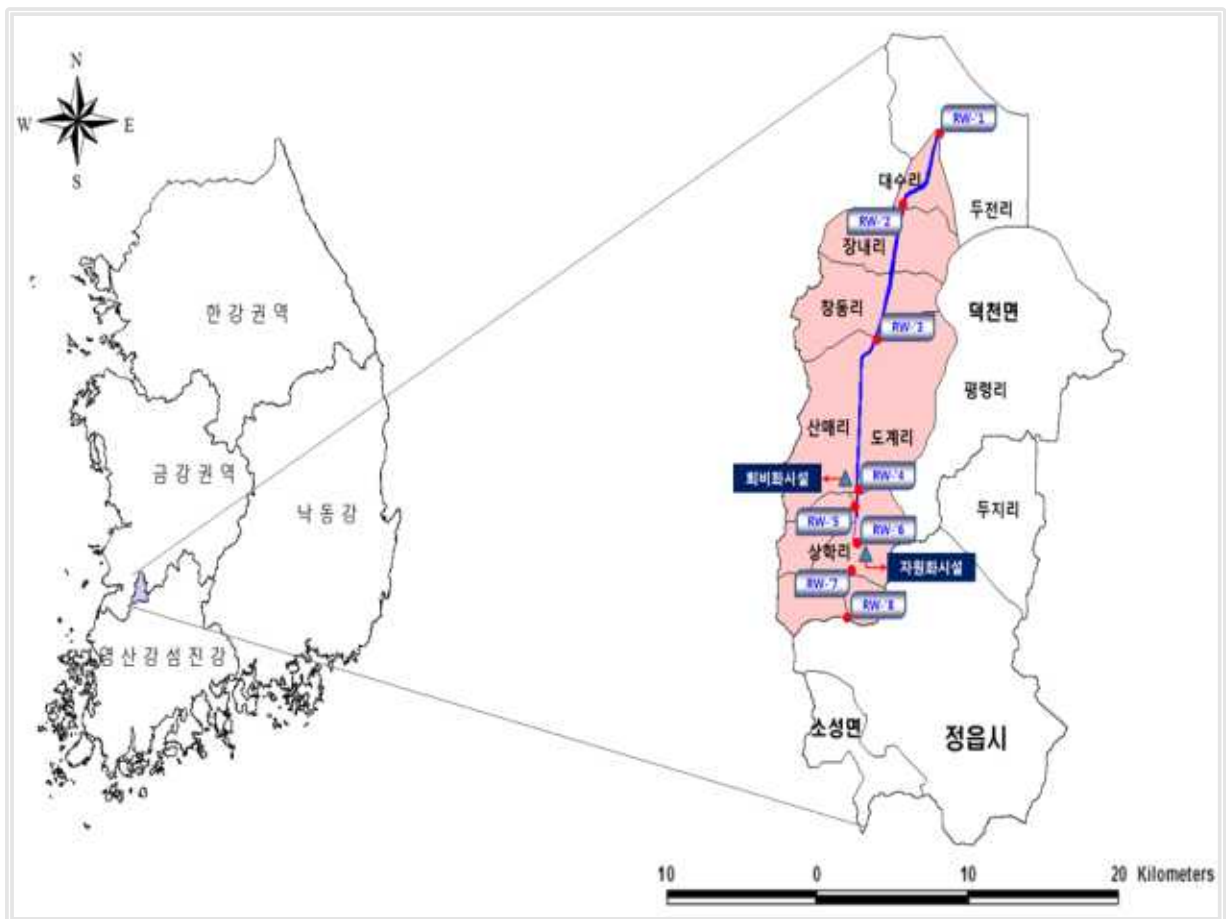 N
W
E
S
한강권역
금강권역
낙동강
영산강섬진강
RW-'1
대수리
두전리
RW-'2
장내리
창동리
RW-'3
덕천면
평령리
산매리
도계리
퇴비화시설
RW-'4
두지리
RW-'5
RW-'6
상학리
자원화시설
RW-'7
RW-'8
소성면
정읍시
10
0
10
20 Kilometers